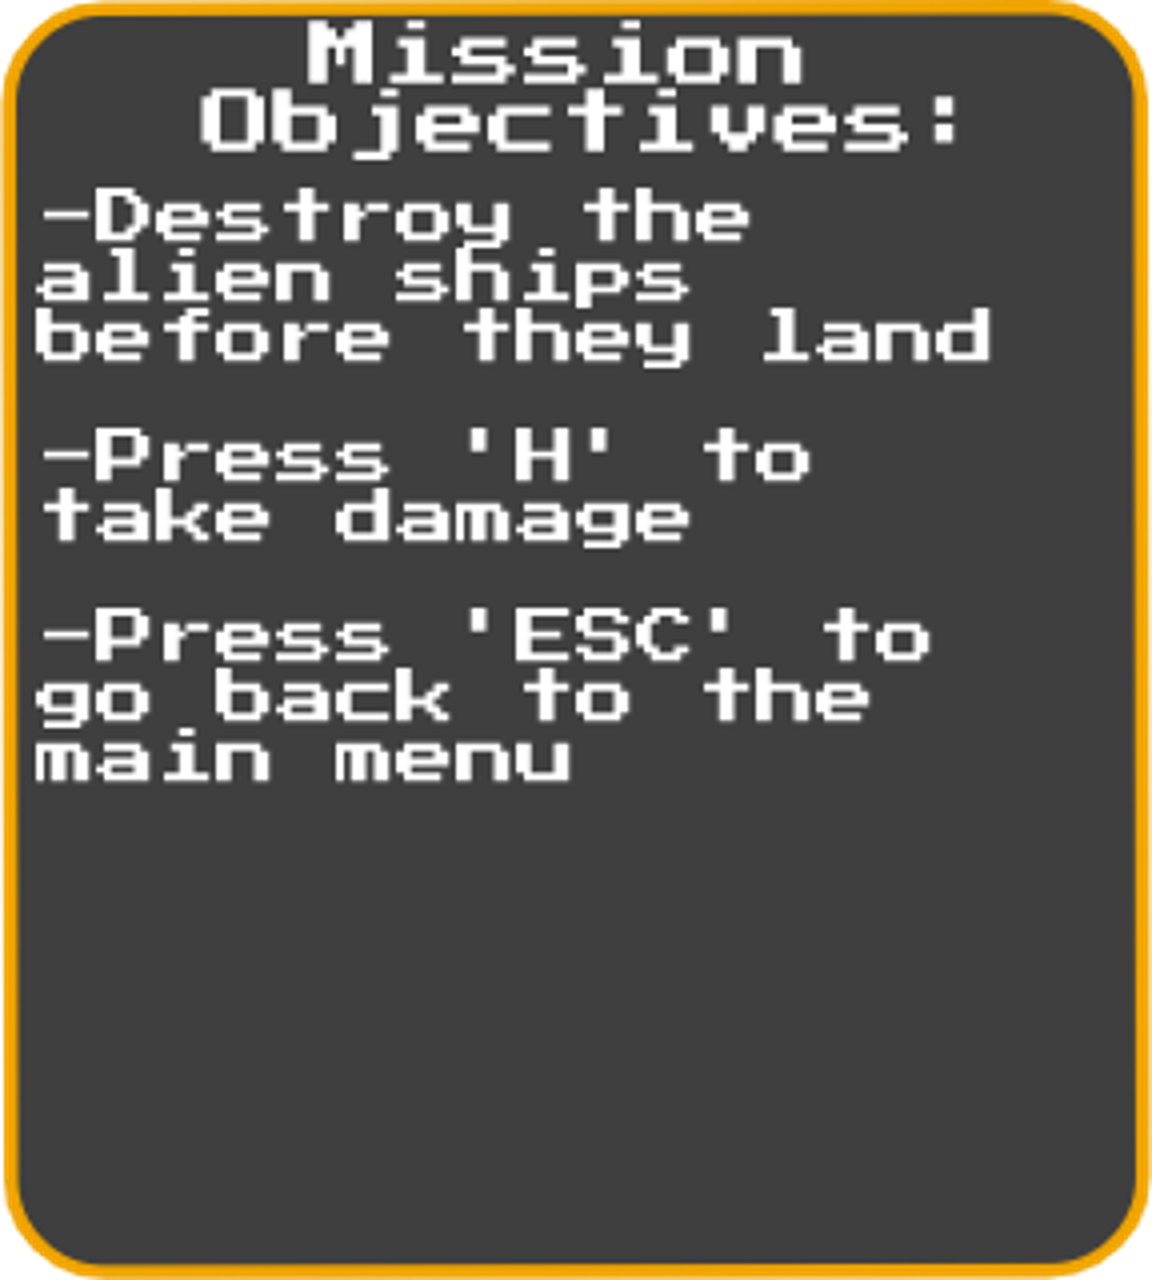 Mission
Objectives:
-Destroy the
alien ships
before they land
-Press 'H' to
take damage
-Press 'ESC' to
go back to the
main menu